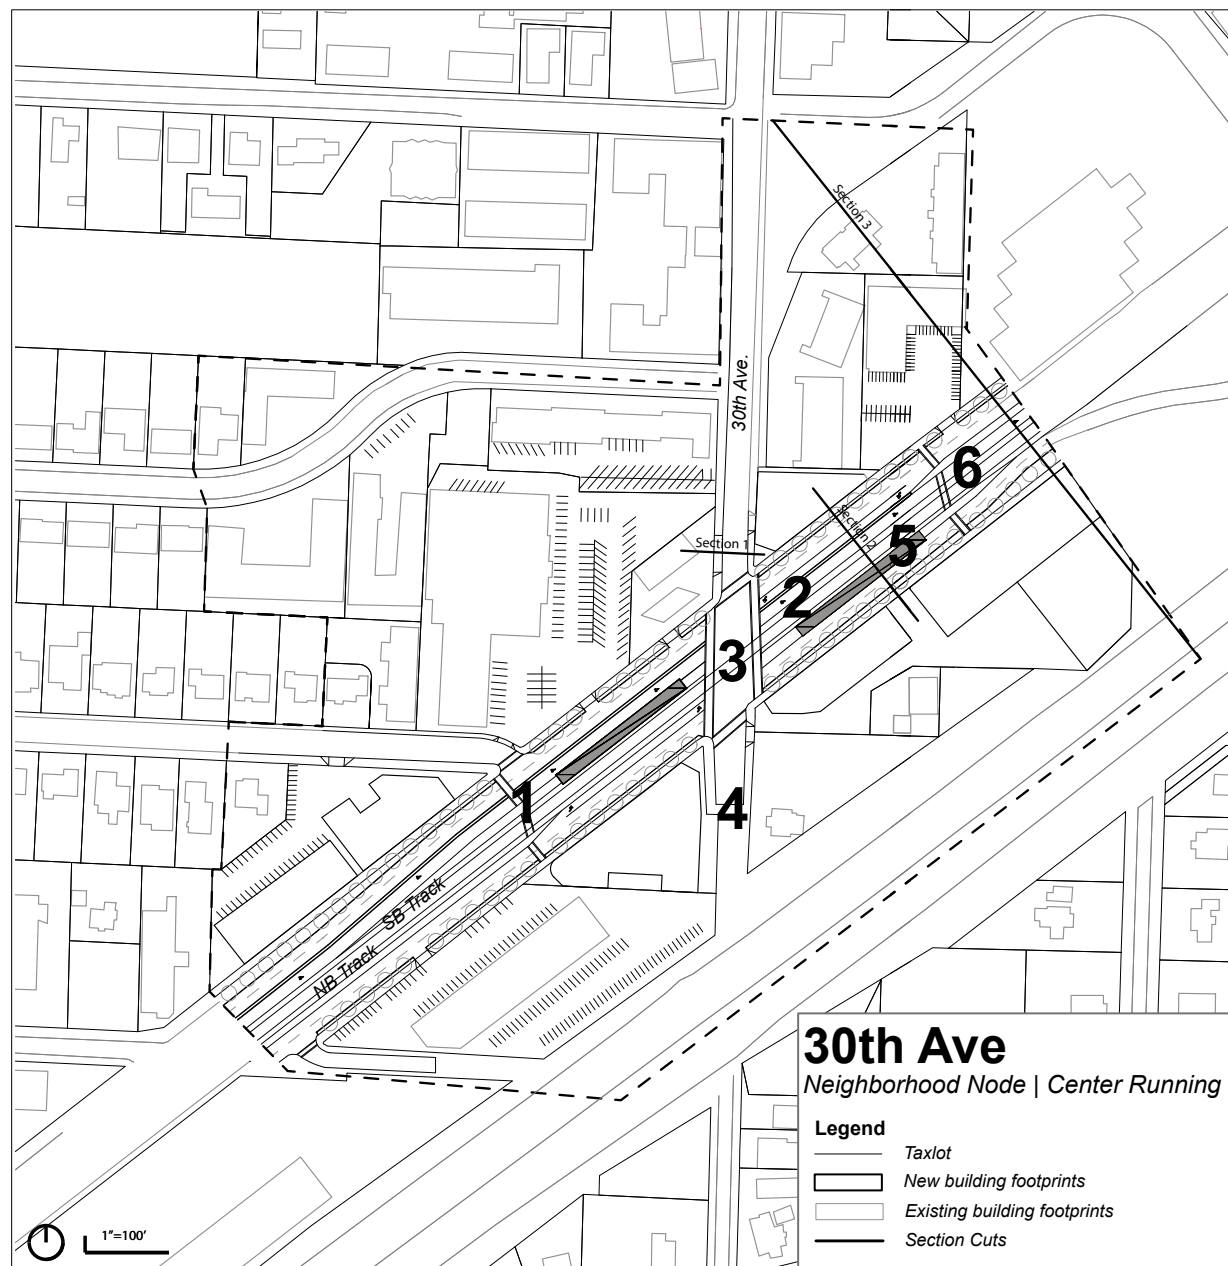 Section 3
30th Ave.
6
Section 1
Section 2
5
2
3
1
4
SB Track
NB Track
30th Ave
Neighborhood Node | Center Running
Legend
Taxlot
New building footprints
Existing building footprints
Section Cuts
1"=100'